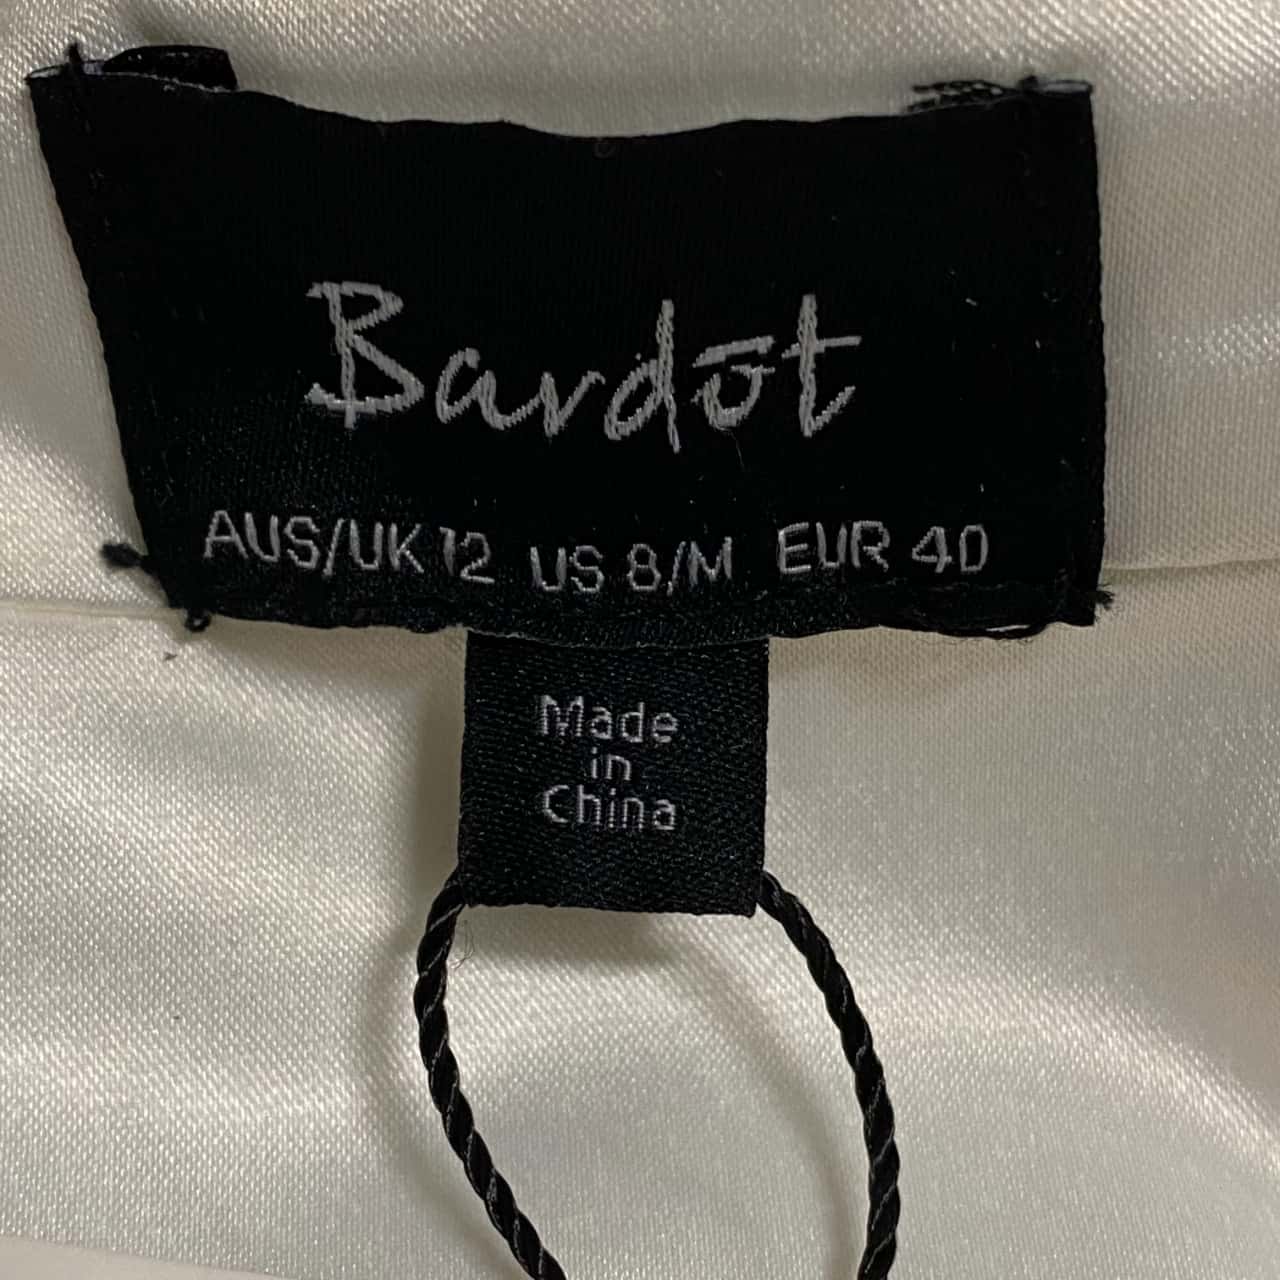 Bardōt
AUS/UK 12 US 8/M EUR 40
Made
in
China